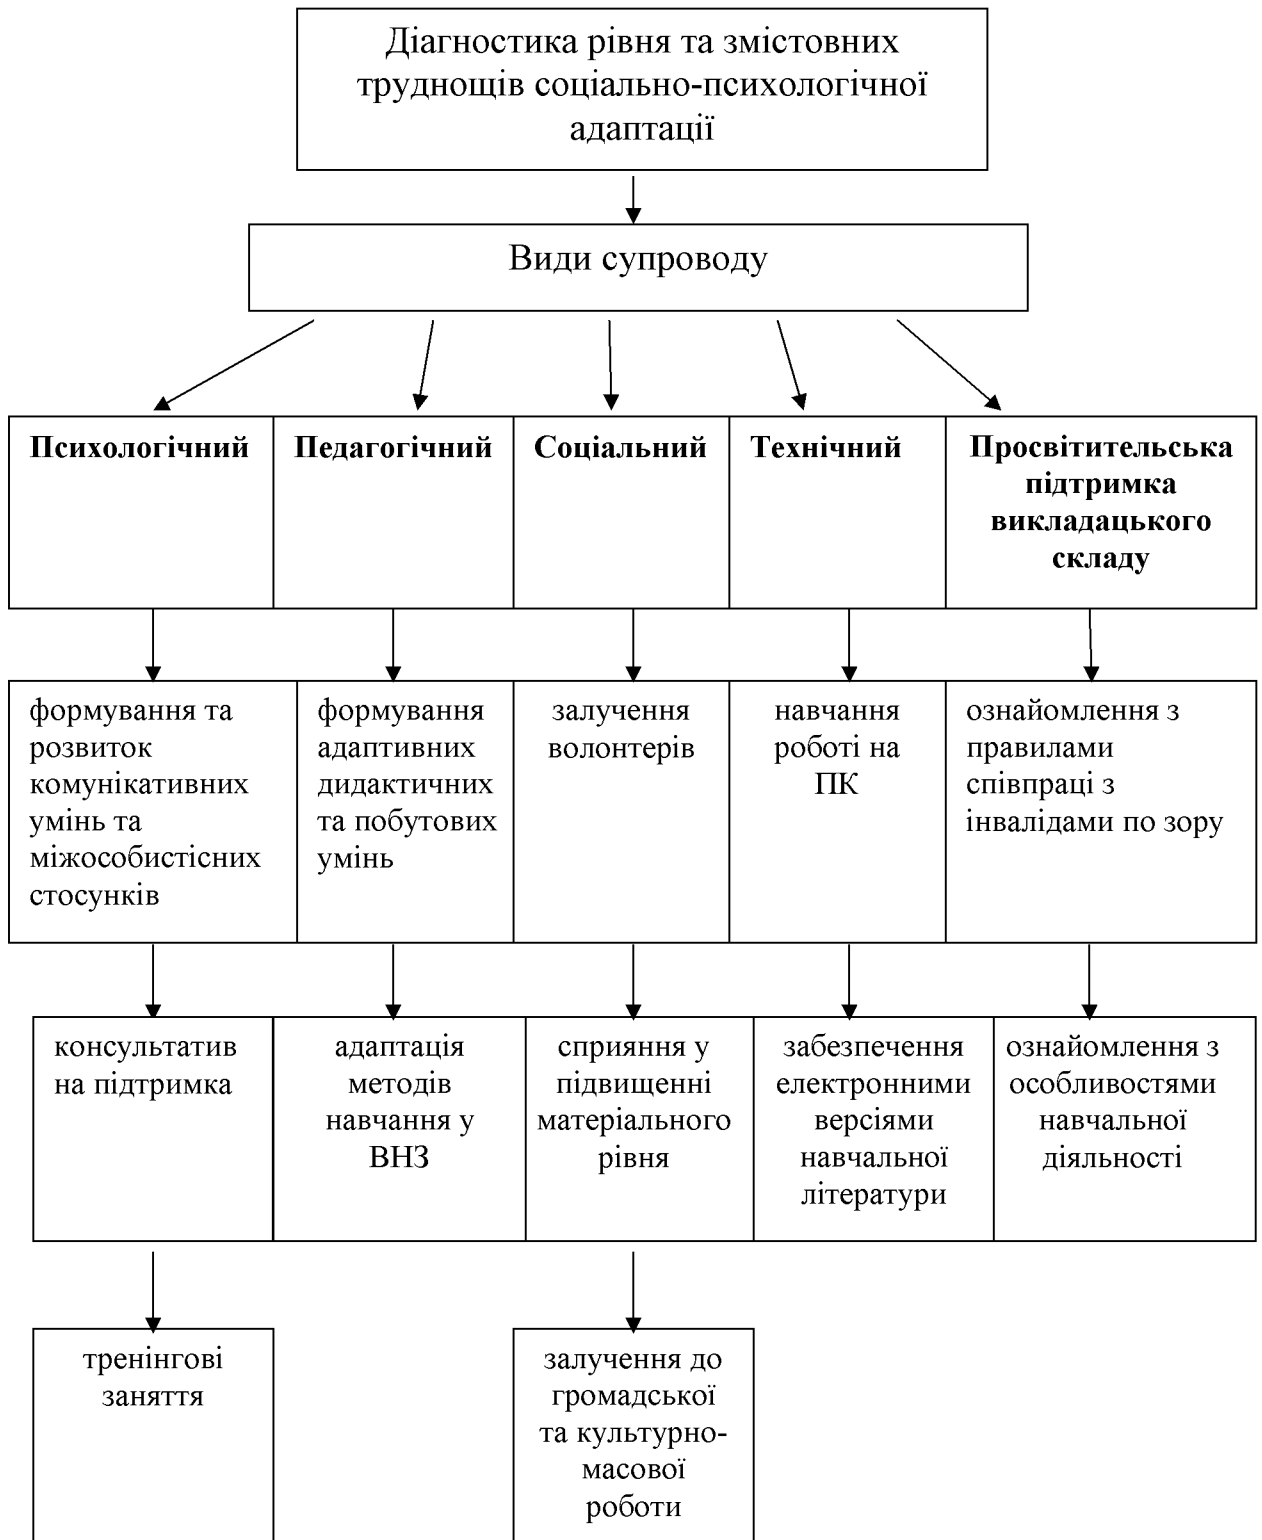 Діагностика рівня та змістовних
труднощів соціально-психологічної
адаптації
Види супроводу
Психологічний
Педагогічний
Соціальний
Технічний
Просвітительська
підтримка
викладацького
складу
формування та
розвиток
комунікативних
умінь та
міжособистісних
стосунків
формування
адаптивних
дидактичних
та побутових
умінь
залучення
волонтерів
навчання
роботі на
ПК
ознайомлення з
правилами
співпраці з
інвалідами по зору
консультатив
на підтримка
адаптація
методів
навчання у
ВНЗ
сприяння у
підвищенні
матеріального
рівня
забезпечення
електронними
версіями
навчальної
літератури
ознайомлення з
особливостями
навчальної
діяльності
тренінгові
заняття
залучення до
громадської
та культурно-
масової
роботи